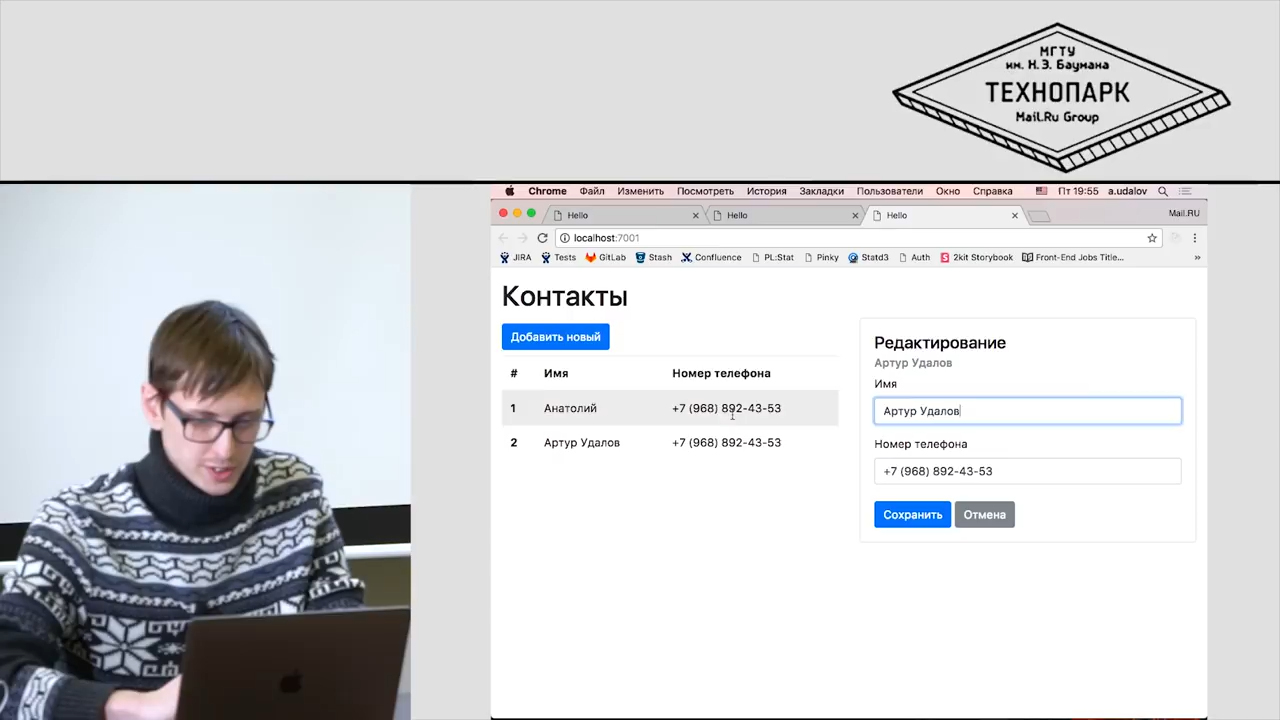 МГТУ
им. Н.Э. Баумана
ТЕХНОПАРК
Mail.Ru Group
Chrome Файл Изменить Посмотреть История Закладки Пользователи Окно Справка Пт 19:55 a.udalov
Hello Hello Hello Mail.RU
localhost:7001
JIRA Tests GitLab Stash Confluence PL:Stat Pinky Statd3 Auth 2kit Storybook Front-End Jobs Title...
Контакты
Добавить новый
# Имя Номер телефона
1 Анатолий +7 (968) 892-43-53
2 Артур Удалов +7 (968) 892-43-53
Редактирование
Артур Удалов
Имя
Артур Удалов
Номер телефона
+7 (968) 892-43-53
Сохранить Отмена